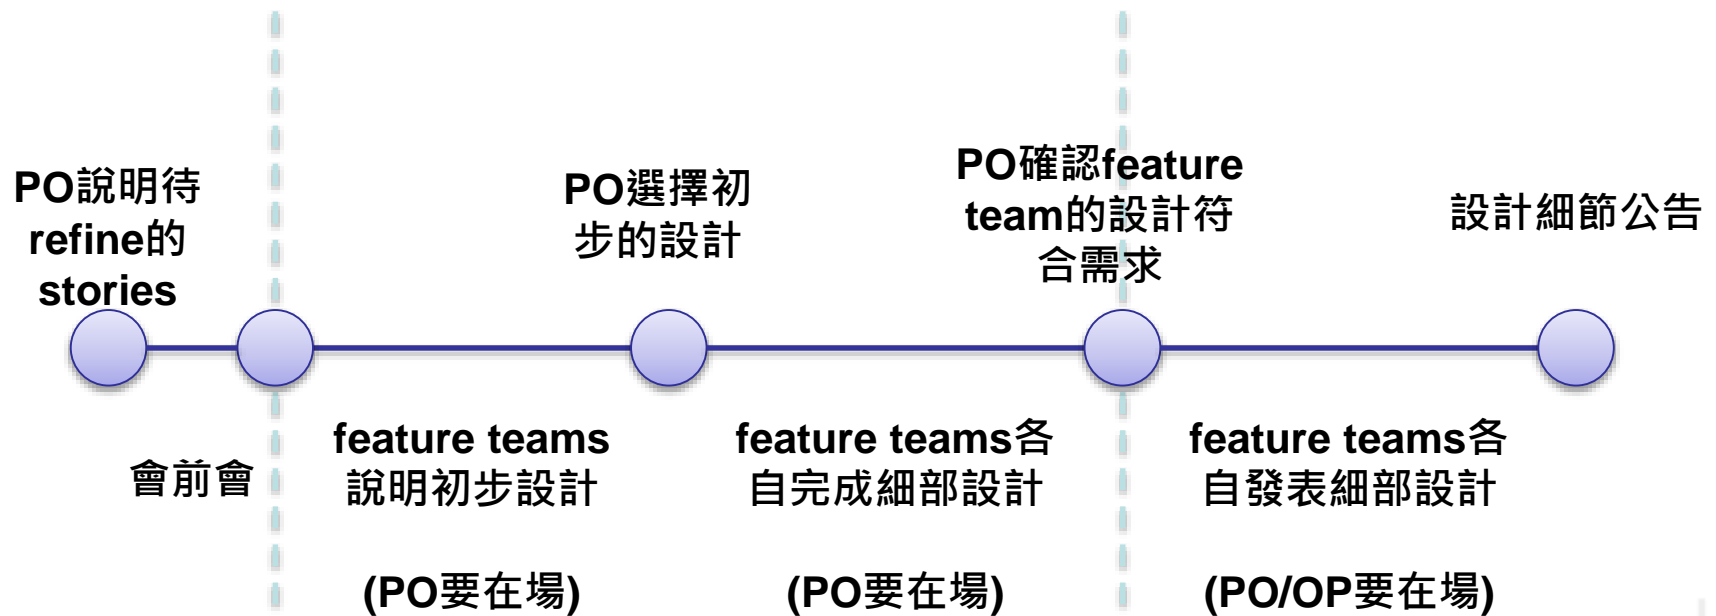 PO說明待
refine的
stories
PO選擇初
步的設計
PO確認feature
team的設計符
合需求
設計細節公告
會前會
feature teams
說明初步設計
(PO要在場)
feature teams各
自完成細部設計
(PO要在場)
feature teams各
自發表細部設計
(PO/OP要在場)